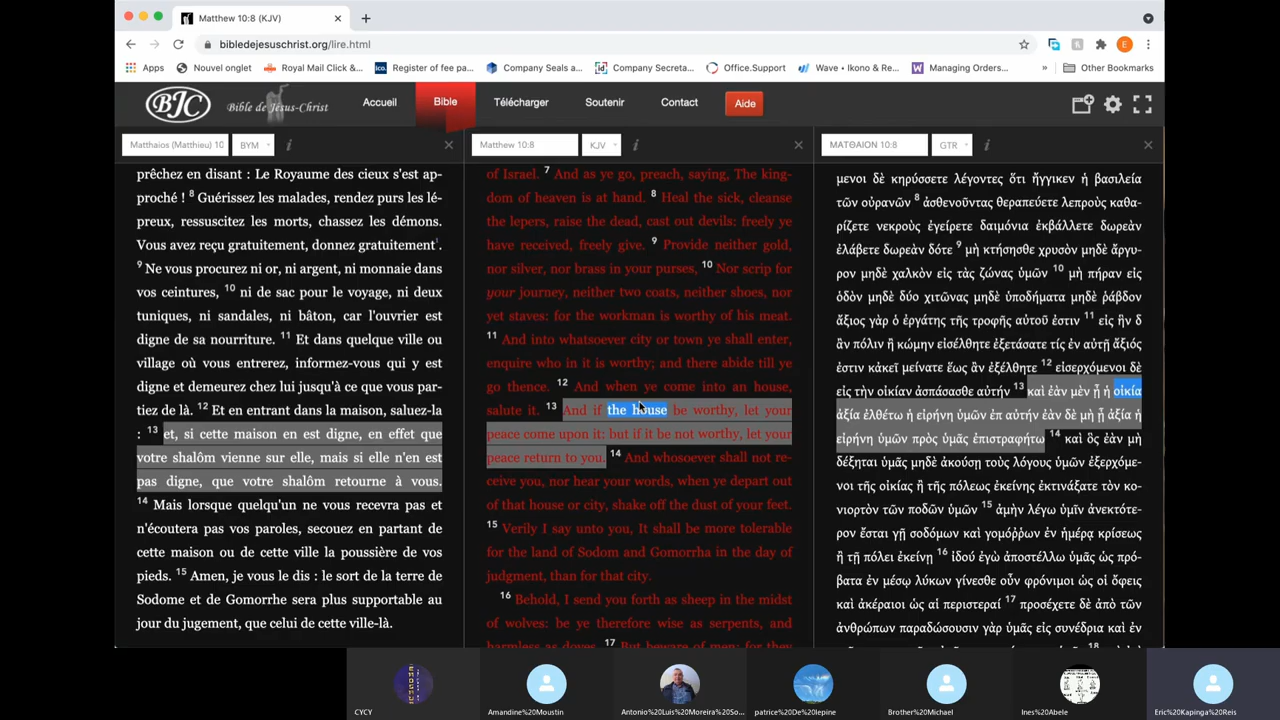 Matthew 10:8 (KJV)
bibledejesuschrist.org/lire.html
Apps Nouvel onglet Royal Mail Click &... Register of fee pa... Company Seals a... Company Secreta... Office.Support Wave • Ikono & Re... Managing Orders... » Other Bookmarks
BJC Bible de Jesus-Christ Accueil Bible Télécharger Soutenir Contact Aide
Matthaios (Matthieu) 10 BYM
prêchez en disant : Le Royaume des cieux s'est ap-
proché ! 8 Guérissez les malades, rendez purs les lé-
preux, ressuscitez les morts, chassez les démons.
Vous avez reçu gratuitement, donnez gratuitement.
9 Ne vous procurez ni or, ni argent, ni monnaie dans
vos ceintures, 10 ni de sac pour le voyage, ni deux
tuniques, ni sandales, ni bâton, car l'ouvrier est
digne de sa nourriture. 11 Et dans quelque ville ou
village où vous entrerez, informez-vous qui y est
digne et demeurez chez lui jusqu'à ce que vous par-
tiez de là. 12 Et en entrant dans la maison, saluez-la
: 13 et, si cette maison en est digne, en effet que
votre shalôm vienne sur elle, mais si elle n'en est
pas digne, que votre shalôm retourne à vous.
14 Mais lorsque quelqu'un ne vous recevra pas et
n'écoutera pas vos paroles, secouez en partant de
cette maison ou de cette ville la poussière de vos
pieds. 15 Amen, je vous le dis : le sort de la terre de
Sodome et de Gomorrhe sera plus supportable au
jour du jugement, que celui de cette ville-là.
Matthew 10:8 KJV
of Israel. 7 And as ye go, preach, saying, The king-
dom of heaven is at hand. 8 Heal the sick, cleanse
the lepers, raise the dead, cast out devils: freely ye
have received, freely give. 9 Provide neither gold,
nor silver, nor brass in your purses, 10 Nor scrip for
your journey, neither two coats, neither shoes, nor
yet staves: for the workman is worthy of his meat.
11 And into whatsoever city or town ye shall enter,
enquire who in it is worthy; and there abide till ye
go thence. 12 And when ye come into an house,
salute it. 13 And if the house be worthy, let your
peace come upon it: but if it be not worthy, let your
peace return to you. 14 And whosoever shall not re-
ceive you, nor hear your words, when ye depart out
of that house or city, shake off the dust of your feet.
15 Verily I say unto you, It shall be more tolerable
for the land of Sodom and Gomorrha in the day of
judgment, than for that city.
16 Behold, I send you forth as sheep in the midst
of wolves: be ye therefore wise as serpents, and
harmless as doves. 17 But beware of men: for they
ΜΑΤΘΑΙΟΝ 10:8 GTR
μενοι δὲ κηρύσσετε λέγοντες ὅτι ἤγγικεν ἡ βασιλεία
τῶν οὐρανῶν 8 ἀσθενοῦντας θεραπεύετε λεπροὺς καθα-
ρίζετε νεκροὺς ἐγείρετε δαιμόνια ἐκβάλλετε δωρεὰν
ἐλάβετε δωρεὰν δότε 9 μὴ κτήσησθε χρυσὸν μηδὲ ἄργυ-
ρον μηδὲ χαλκὸν εἰς τὰς ζώνας ὑμῶν 10 μὴ πήραν εἰς
ὁδὸν μηδὲ δύο χιτῶνας μηδὲ ὑποδήματα μηδὲ ῥάβδον
ἄξιος γὰρ ὁ ἐργάτης τῆς τροφῆς αὐτοῦ ἐστιν 11 εἰς ἣν δ
ἂν πόλιν ἢ κώμην εἰσέλθητε ἐξετάσατε τίς ἐν αὐτῇ ἄξιός
ἐστιν κἀκεῖ μείνατε ἕως ἂν ἐξέλθητε 12 εἰσερχόμενοι δὲ
εἰς τὴν οἰκίαν ἀσπάσασθε αὐτήν 13 καὶ ἐὰν μὲν ᾖ ἡ οἰκία
ἀξία ἐλθέτω ἡ εἰρήνη ὑμῶν ἐπ αὐτήν ἐὰν δὲ μὴ ᾖ ἀξία ἡ
εἰρήνη ὑμῶν πρὸς ὑμᾶς ἐπιστραφήτω 14 καὶ ὃς ἐὰν μὴ
δέξηται ὑμᾶς μηδὲ ἀκούσῃ τοὺς λόγους ὑμῶν ἐξερχόμε-
νοι τῆς οἰκίας ἢ τῆς πόλεως ἐκείνης ἐκτινάξατε τὸν κο-
νιορτὸν τῶν ποδῶν ὑμῶν 15 ἀμὴν λέγω ὑμῖν ἀνεκτότε-
ρον ἔσται γῇ σοδόμων καὶ γομόρρων ἐν ἡμέρᾳ κρίσεως
ἢ τῇ πόλει ἐκείνῃ 16 ἰδού ἐγὼ ἀποστέλλω ὑμᾶς ὡς πρό-
βατα ἐν μέσῳ λύκων γίνεσθε οὖν φρόνιμοι ὡς οἱ ὄφεις
καὶ ἀκέραιοι ὡς αἱ περιστεραί 17 προσέχετε δὲ ἀπὸ τῶν
ἀνθρώπων παραδώσουσιν γὰρ ὑμᾶς εἰς συνέδρια καὶ ἐν
CYCY Amandine%20Moustin Antonio%20Luis%20Moreira%20So... patrice%20De%20lepine Brother%20Michael Ines%20Abele Eric%20Kapinga%20Reis